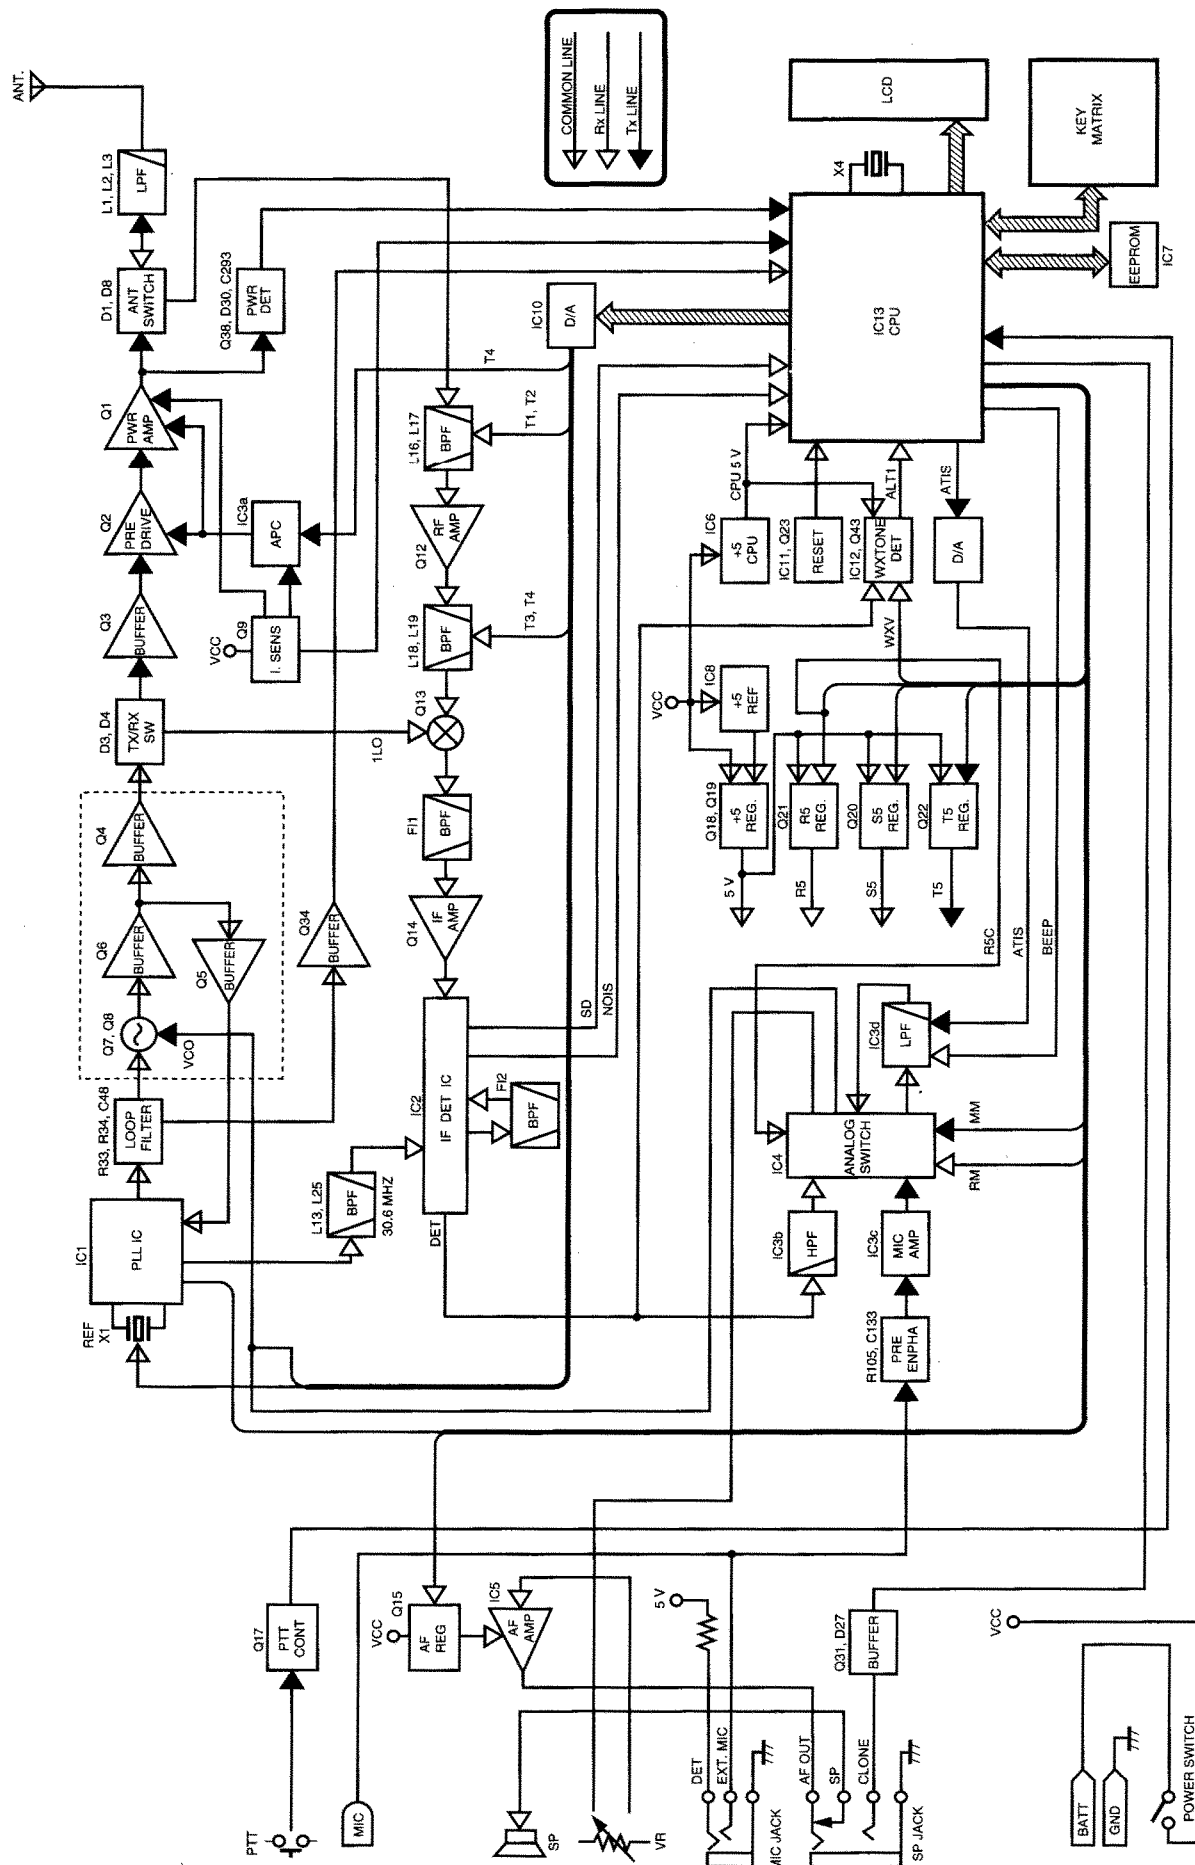 ANT.
L1, L2, L3
LPF
D1, D8
ANT
SWITCH
Q38, D30, C293
PWR
DET
Q1
PWR
AMP
Q2
PRE
DRIVE
IC3a
APC
Q3
BUFFER
VCC
Q9
I. SENS
D3, D4
TX/RX
SW
Q4
BUFFER
Q6
BUFFER
Q5
BUFFER
Q7, Q8
VCO
Q34
BUFFER
R33, R34, C48
LOOP
FILTER
IC1
PLL IC
REF
X1
L13, L25
BPF
30.6 MHZ
COMMON LINE
Rx LINE
Tx LINE
IC10
D/A
T4
T1, T2
T3, T4
L16, L17
BPF
Q12
RF
AMP
L18, L19
BPF
Q13
1LO
FI1
BPF
Q14
IF
AMP
IC2
IF DET IC
FI2
BPF
DET
SD
NOIS
LCD
KEY
MATRIX
X4
EEPROM
IC7
IC13
CPU
CPU 5 V
IC6
+5
CPU
IC11, Q23
RESET
ALT1
IC12, Q43
WXTONE
DET
ATIS
D/A
WXV
VCC
IC8
+5
REF
Q18, Q19
+5
REG.
Q21
R5
REG.
Q20
S5
REG.
Q22
T5
REG.
5 V
R5
S5
T5
R5C
ATIS
BEEP
IC3d
LPF
IC4
ANALOG
SWITCH
MM
RM
IC3b
HPF
IC3c
MIC
AMP
R105, C133
PRE
ENPHA
Q17
PTT
CONT
PTT
MIC
VCC
Q15
AF
REG
IC5
AF
AMP
SP
VR
5 V
DET
EXT. MIC
MIC JACK
AF OUT
SP
CLONE
SP JACK
Q31, D27
BUFFER
VCC
BATT
GND
POWER SWITCH